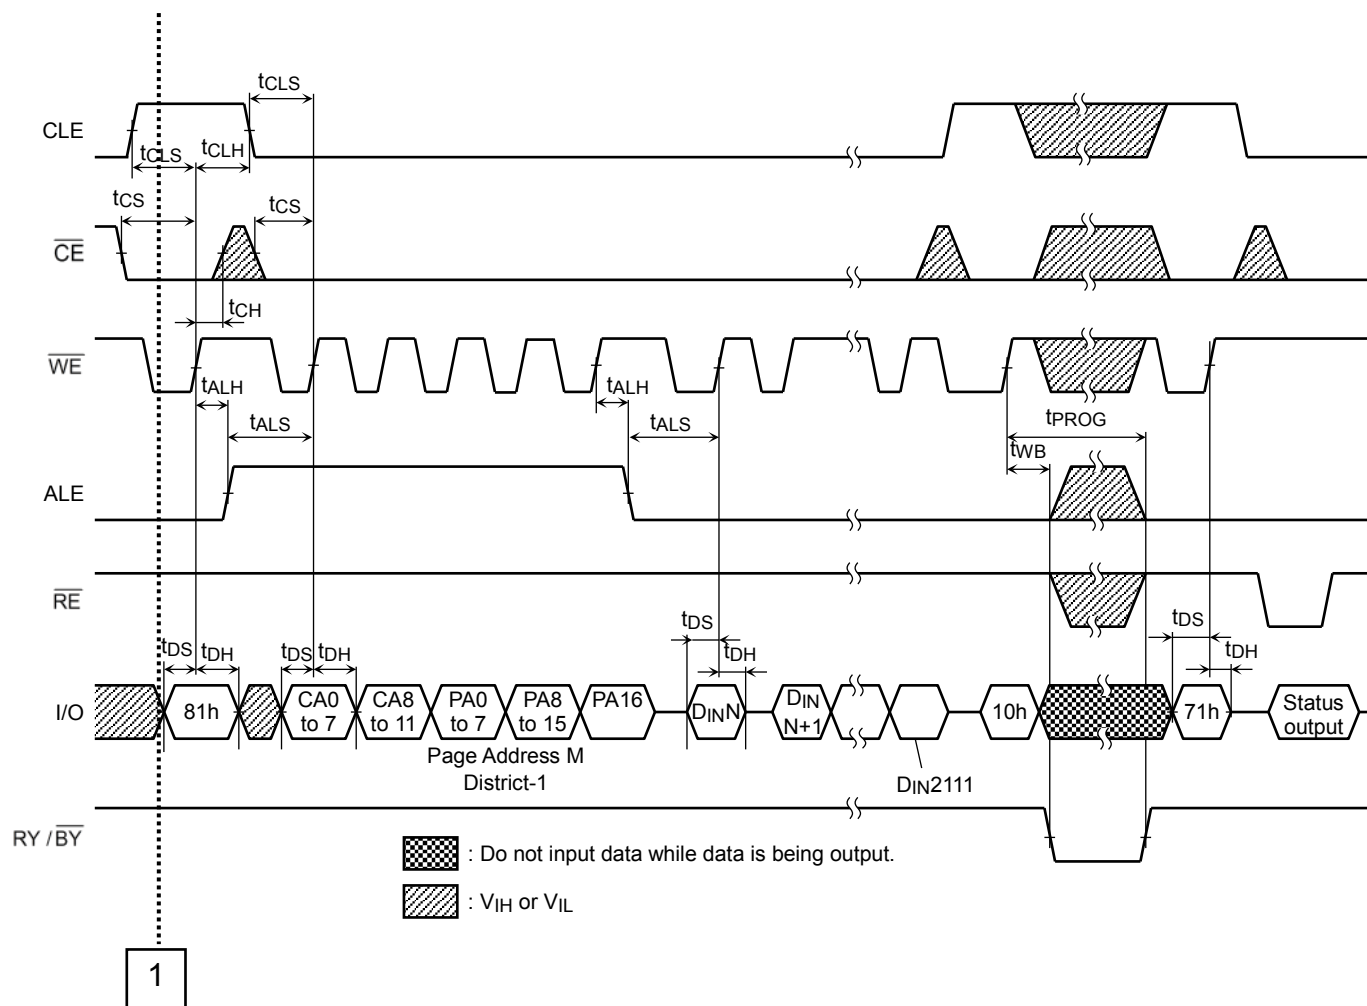 tCLS
CLE
tCLS tCLH
tCS tCS
CE
tCH
WE
tALH tALH
tALS tALS tPROG
tWB
ALE
RE
tDS tDH tDS tDH tDS tDH tDS tDH
I/O 81h CA0 to 7 CA8 to 11 PA0 to 7 PA8 to 15 PA16 DINN DIN N+1 10h 71h Status output
Page Address M
District-1
DIN2111
RY / BY
: Do not input data while data is being output.
: VIH or VIL
1